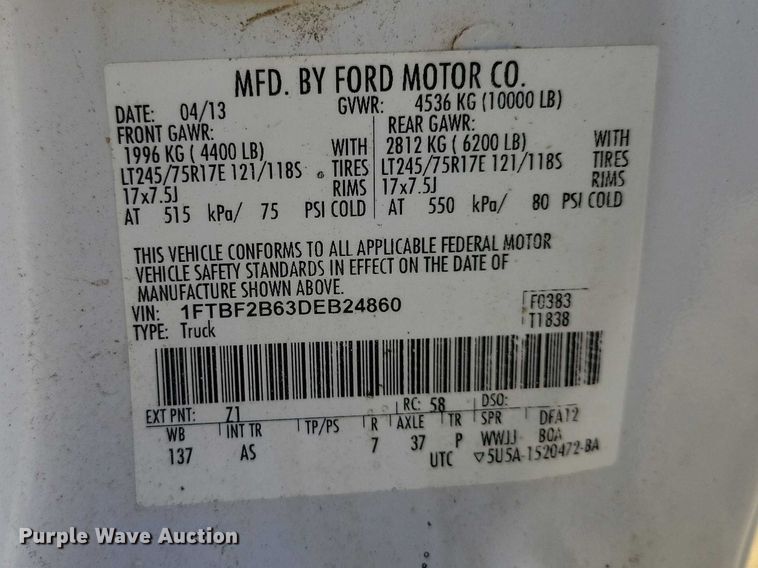 MFD. BY FORD MOTOR CO.
DATE: 04/13 GVWR: 4536 KG (10000 LB)
FRONT GAWR: REAR GAWR:
1996 KG ( 4400 LB) WITH 2812 KG ( 6200 LB) WITH
LT245/75R17E 121/118S TIRES LT245/75R17E 121/118S TIRES
17x7.5J RIMS 17x7.5J RIMS
AT 515 kPa/ 75 PSI COLD AT 550 kPa/ 80 PSI COLD
THIS VEHICLE CONFORMS TO ALL APPLICABLE FEDERAL MOTOR
VEHICLE SAFETY STANDARDS IN EFFECT ON THE DATE OF
MANUFACTURE SHOWN ABOVE.
VIN: 1FTBF2B63DEB24860 F0383
TYPE: Truck T1838
EXT PNT: Z1 RC: 58 DSO:
WB INT TR TP/PS R AXLE TR SPR DFA12
137 AS 7 37 P WWJJ BOA
UTC ▽5U5A-1520472-BA
Purple Wave Auction